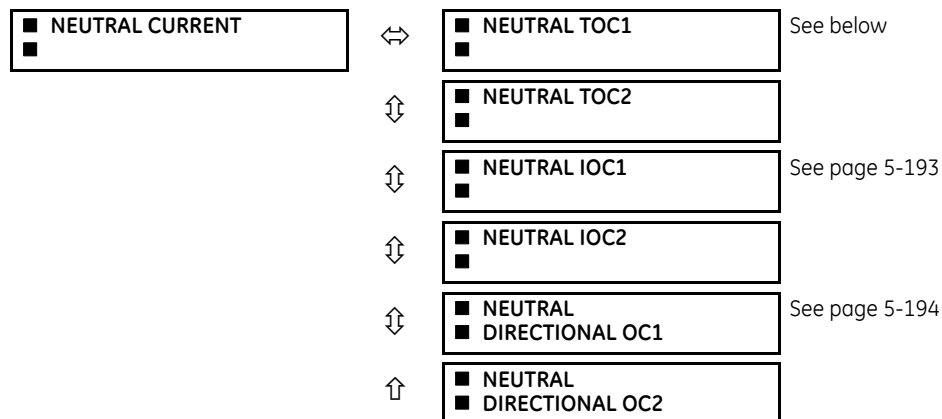 ■ NEUTRAL CURRENT
■
■ NEUTRAL TOC1
■
See below
■ NEUTRAL TOC2
■
■ NEUTRAL IOC1
■
See page 5-193
■ NEUTRAL IOC2
■
■ NEUTRAL
■ DIRECTIONAL OC1
See page 5-194
■ NEUTRAL
■ DIRECTIONAL OC2